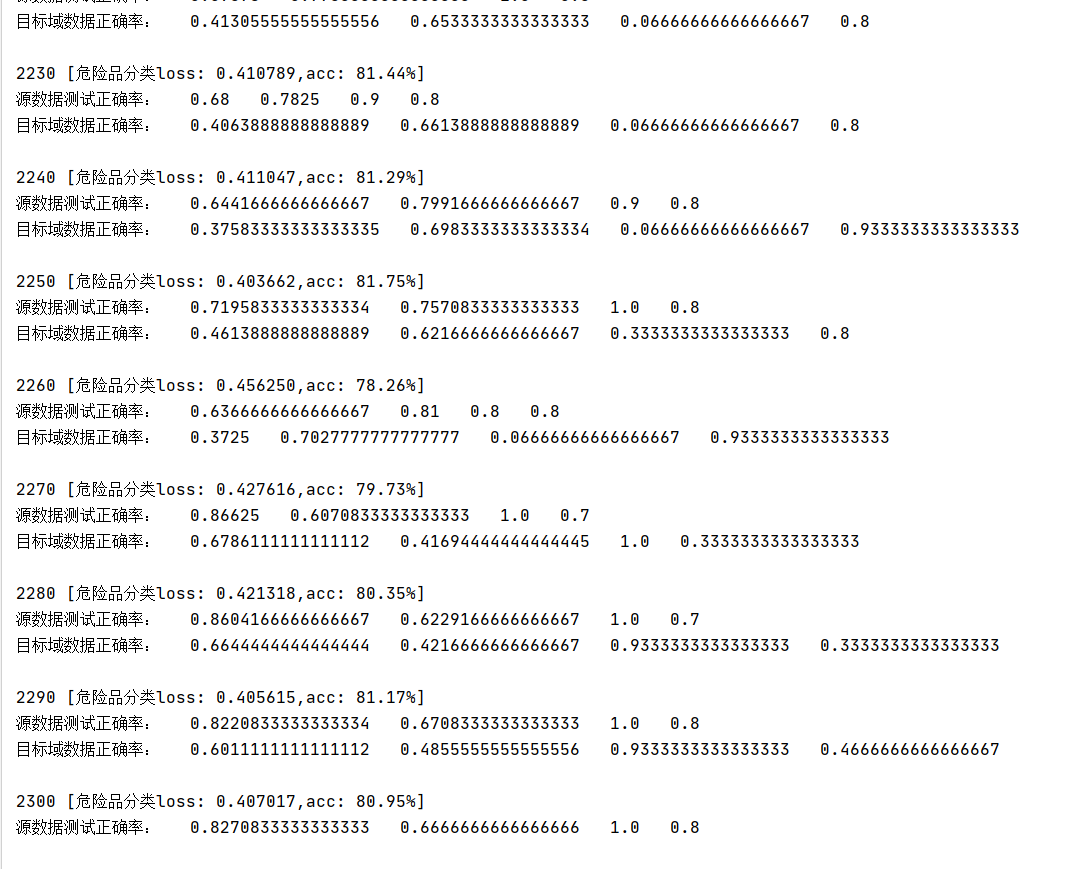 目标域数据正确率:   0.41305555555555556   0.6533333333333333   0.06666666666666667   0.8
2230 [危险品分类loss: 0.410789,acc: 81.44%]
源数据测试正确率:   0.68   0.7825   0.9   0.8
目标域数据正确率:   0.4063888888888889   0.6613888888888889   0.06666666666666667   0.8
2240 [危险品分类loss: 0.411047,acc: 81.29%]
源数据测试正确率:   0.6441666666666667   0.7991666666666667   0.9   0.8
目标域数据正确率:   0.37583333333333335   0.6983333333333334   0.06666666666666667   0.9333333333333333
2250 [危险品分类loss: 0.403662,acc: 81.75%]
源数据测试正确率:   0.7195833333333334   0.7570833333333333   1.0   0.8
目标域数据正确率:   0.4613888888888889   0.6216666666666667   0.3333333333333333   0.8
2260 [危险品分类loss: 0.456250,acc: 78.26%]
源数据测试正确率:   0.6366666666666667   0.81   0.8   0.8
目标域数据正确率:   0.3725   0.7027777777777777   0.06666666666666667   0.9333333333333333
2270 [危险品分类loss: 0.427616,acc: 79.73%]
源数据测试正确率:   0.86625   0.6070833333333333   1.0   0.7
目标域数据正确率:   0.6786111111111112   0.41694444444444445   1.0   0.3333333333333333
2280 [危险品分类loss: 0.421318,acc: 80.35%]
源数据测试正确率:   0.8604166666666667   0.6229166666666667   1.0   0.7
目标域数据正确率:   0.6644444444444444   0.4216666666666667   0.9333333333333333   0.3333333333333333
2290 [危险品分类loss: 0.405615,acc: 81.17%]
源数据测试正确率:   0.8220833333333334   0.6708333333333333   1.0   0.8
目标域数据正确率:   0.6011111111111112   0.4855555555555556   0.9333333333333333   0.4666666666666667
2300 [危险品分类loss: 0.407017,acc: 80.95%]
源数据测试正确率:   0.8270833333333333   0.6666666666666666   1.0   0.8